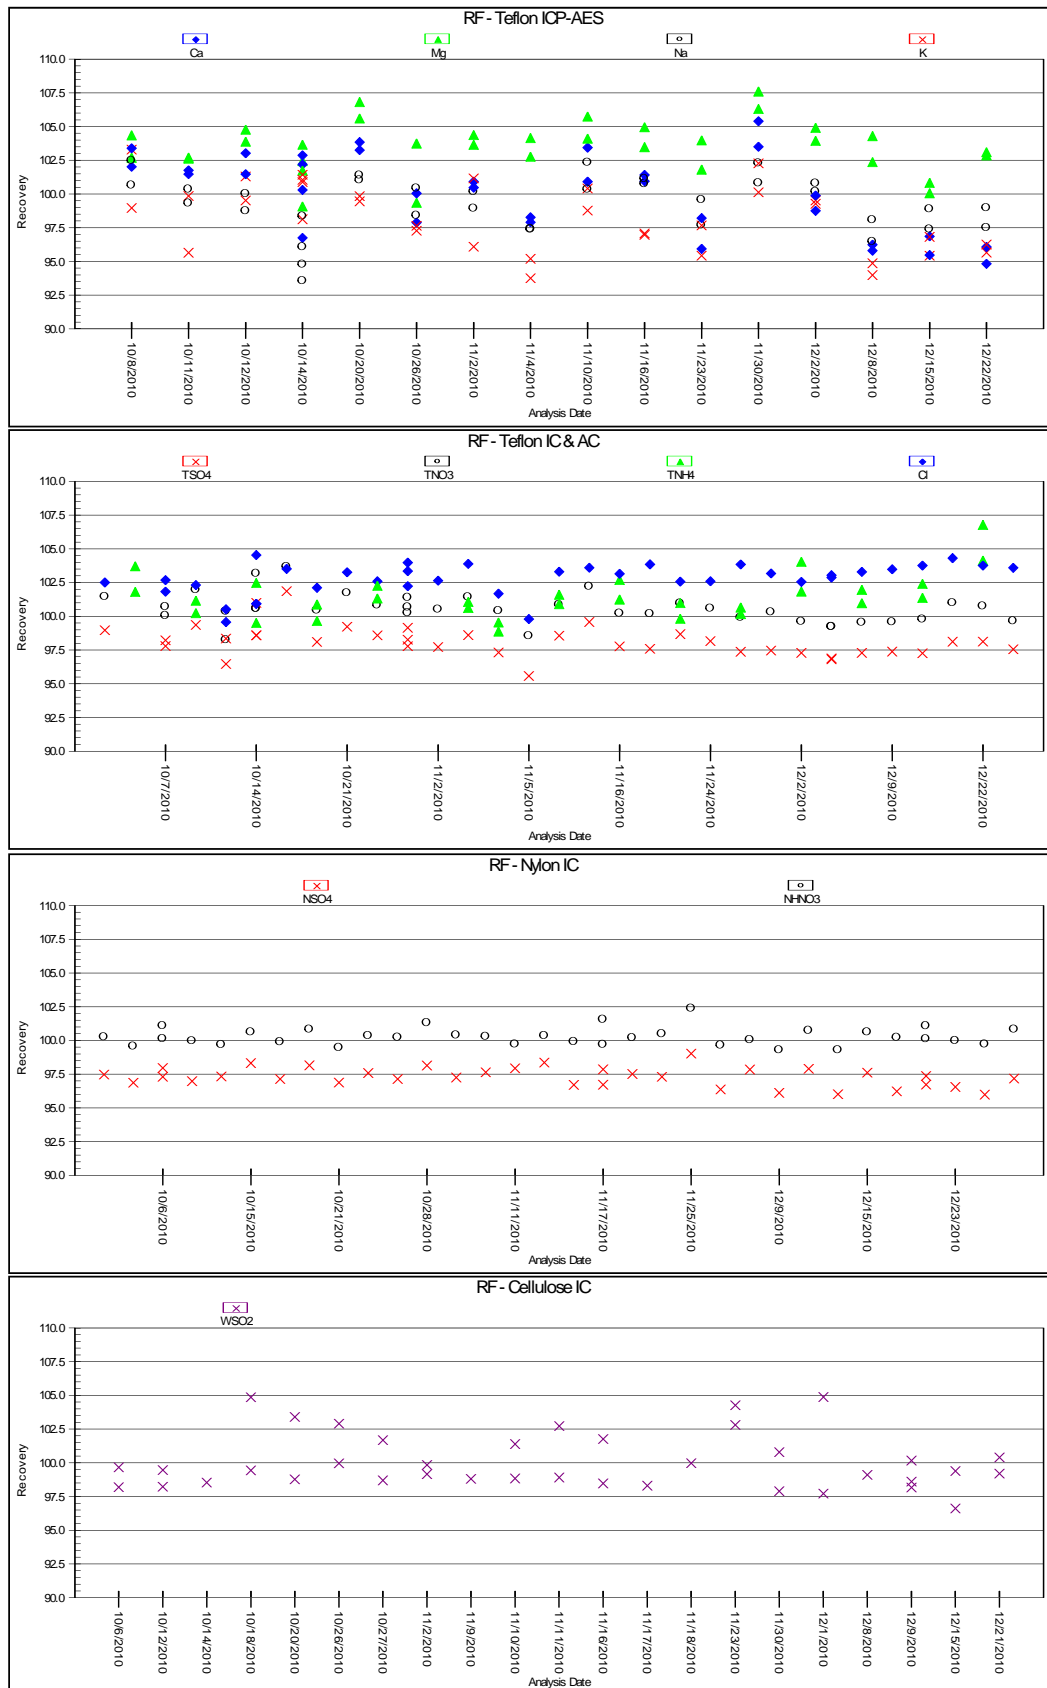 RF - Teflon ICP-AES
Ca Mg Na K
110.0
107.5
105.0
102.5
100.0
97.5
95.0
92.5
90.0
Recovery
10/8/2010 10/11/2010 10/12/2010 10/14/2010 10/20/2010 10/26/2010 11/2/2010 11/4/2010 11/10/2010 11/16/2010 11/23/2010 11/30/2010 12/2/2010 12/8/2010 12/15/2010 12/22/2010
Analysis Date
RF - Teflon IC & AC
TSO4 TNO3 TNH4 Cl
110.0
107.5
105.0
102.5
100.0
97.5
95.0
92.5
90.0
Recovery
10/7/2010 10/14/2010 10/21/2010 11/2/2010 11/5/2010 11/16/2010 11/24/2010 12/2/2010 12/9/2010 12/22/2010
Analysis Date
RF - Nylon IC
NSO4 NHNO3
110.0
107.5
105.0
102.5
100.0
97.5
95.0
92.5
90.0
Recovery
10/6/2010 10/15/2010 10/21/2010 10/28/2010 11/11/2010 11/17/2010 11/25/2010 12/9/2010 12/15/2010 12/23/2010
Analysis Date
RF - Cellulose IC
WSO2
110.0
107.5
105.0
102.5
100.0
97.5
95.0
92.5
90.0
Recovery
10/6/2010 10/12/2010 10/14/2010 10/18/2010 10/20/2010 10/26/2010 10/27/2010 11/2/2010 11/9/2010 11/10/2010 11/11/2010 11/16/2010 11/17/2010 11/18/2010 11/23/2010 11/30/2010 12/1/2010 12/8/2010 12/9/2010 12/15/2010 12/21/2010
Analysis Date